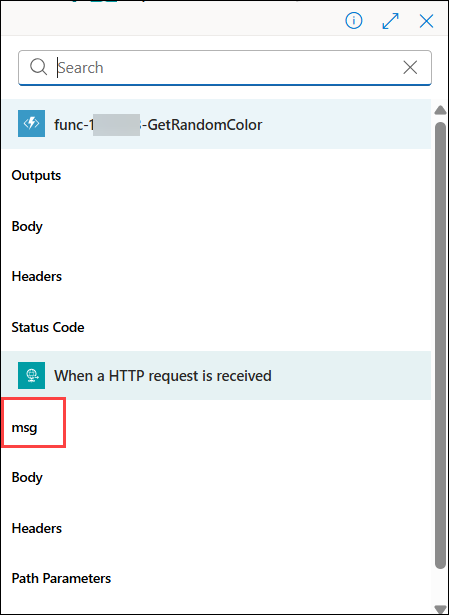 Search
func-1 -GetRandomColor
Outputs
Body
Headers
Status Code
When a HTTP request is received
msg
Body
Headers
Path Parameters